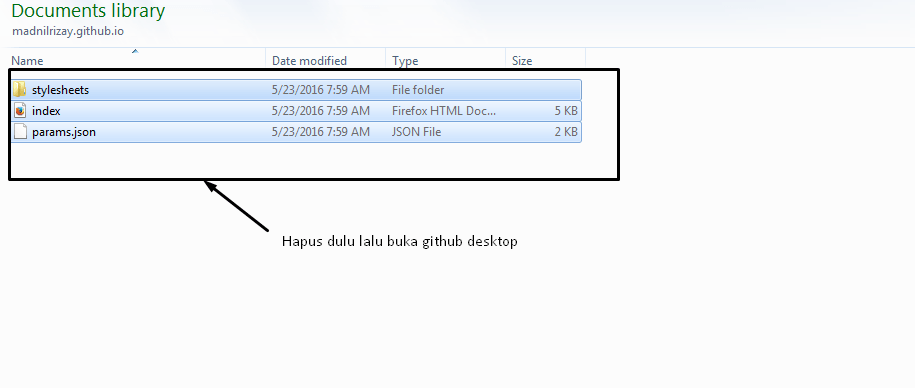 Documents library
madnilrizay.github.io
Name Date modified Type Size
stylesheets 5/23/2016 7:59 AM File folder
index 5/23/2016 7:59 AM Firefox HTML Doc... 5 KB
params.json 5/23/2016 7:59 AM JSON File 2 KB
Hapus dulu lalu buka github desktop